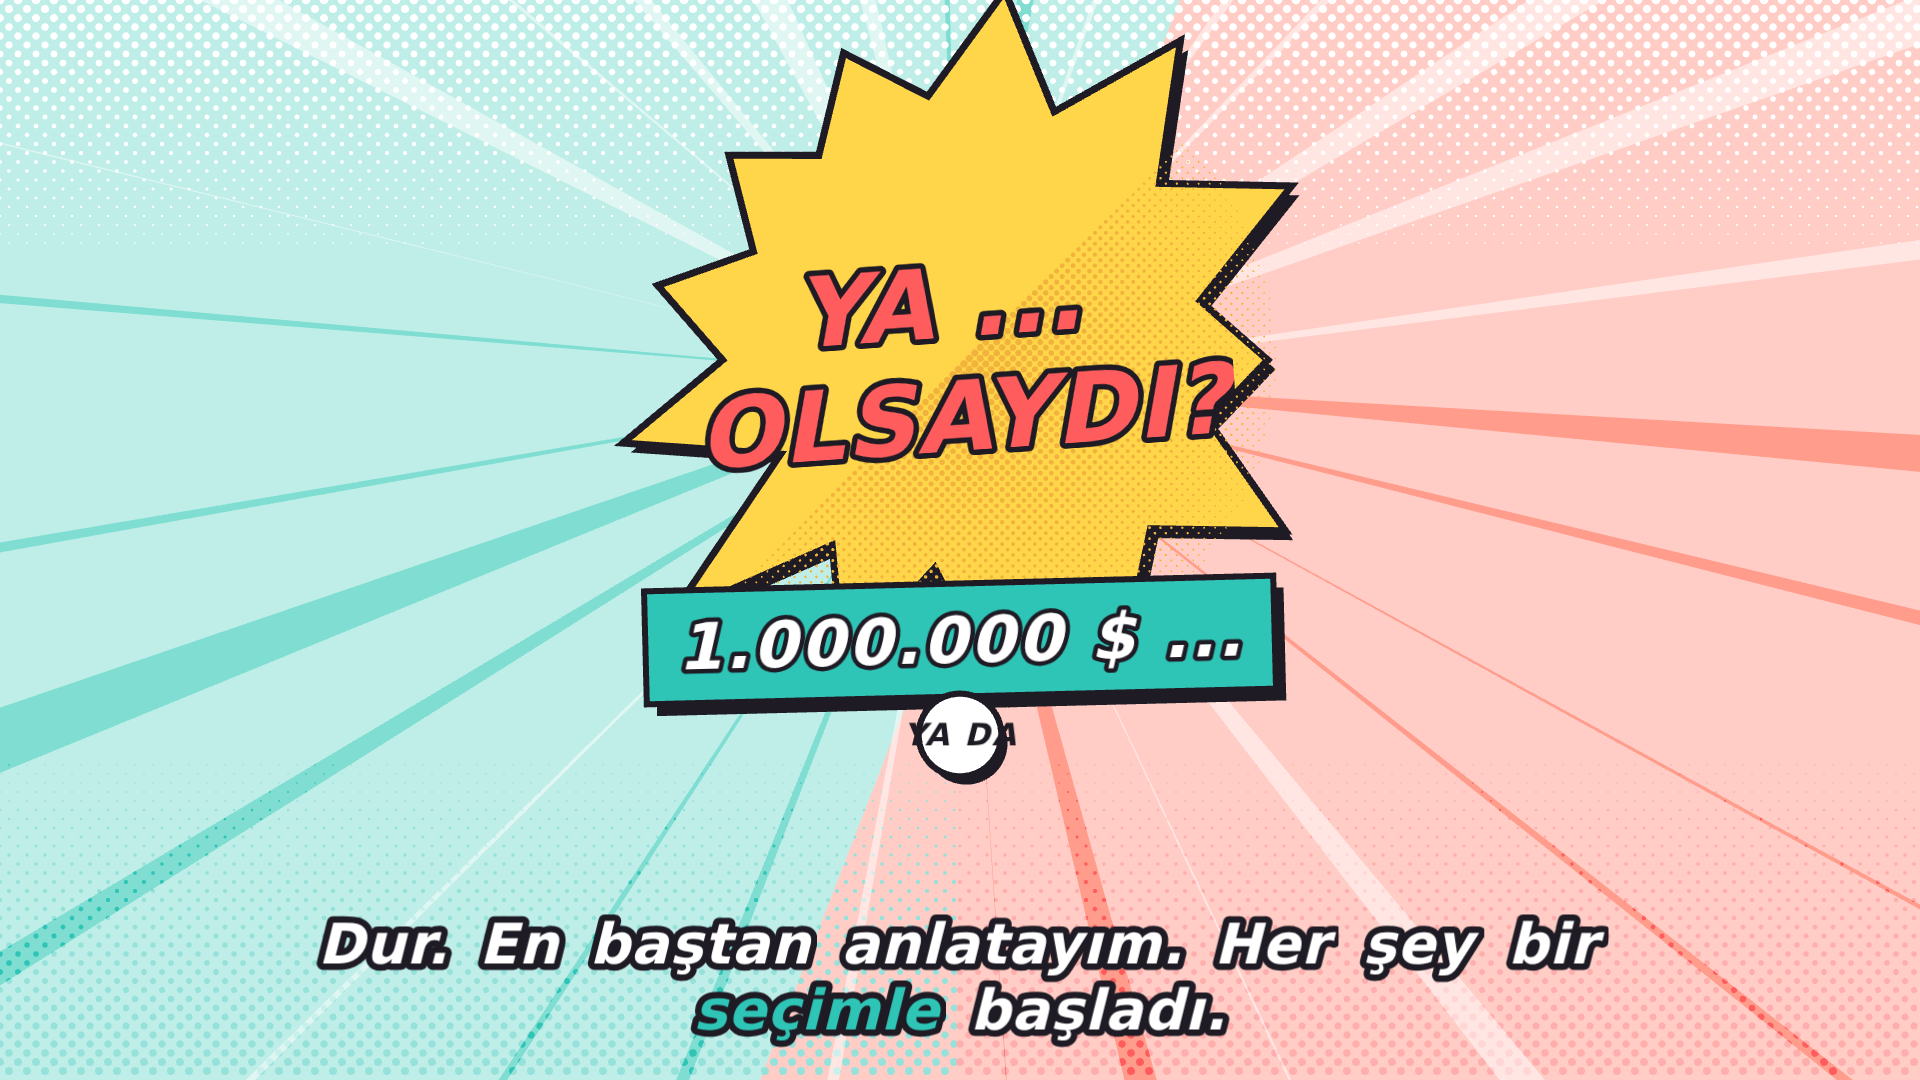 YA ...
OLSAYDI?
1.000.000 $ ...
YA DA
Dur. En baştan anlatayım. Her şey bir
seçimle başladı.